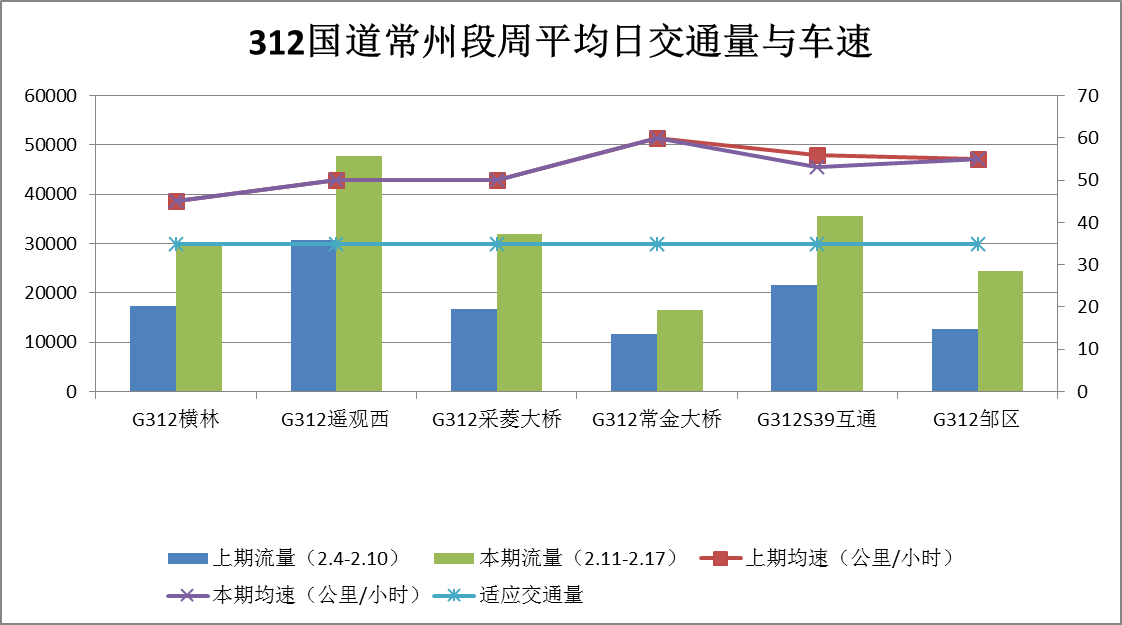 312国道常州段周平均日交通量与车速
60000
50000
40000
30000
20000
10000
0
70
60
50
40
30
20
10
0
G312横林
G312遥观西
G312采菱大桥
G312常金大桥
G312S39互通
G312邹区
上期流量（2.4-2.10）
本期流量（2.11-2.17）
上期均速（公里/小时）
本期均速（公里/小时）
适应交通量